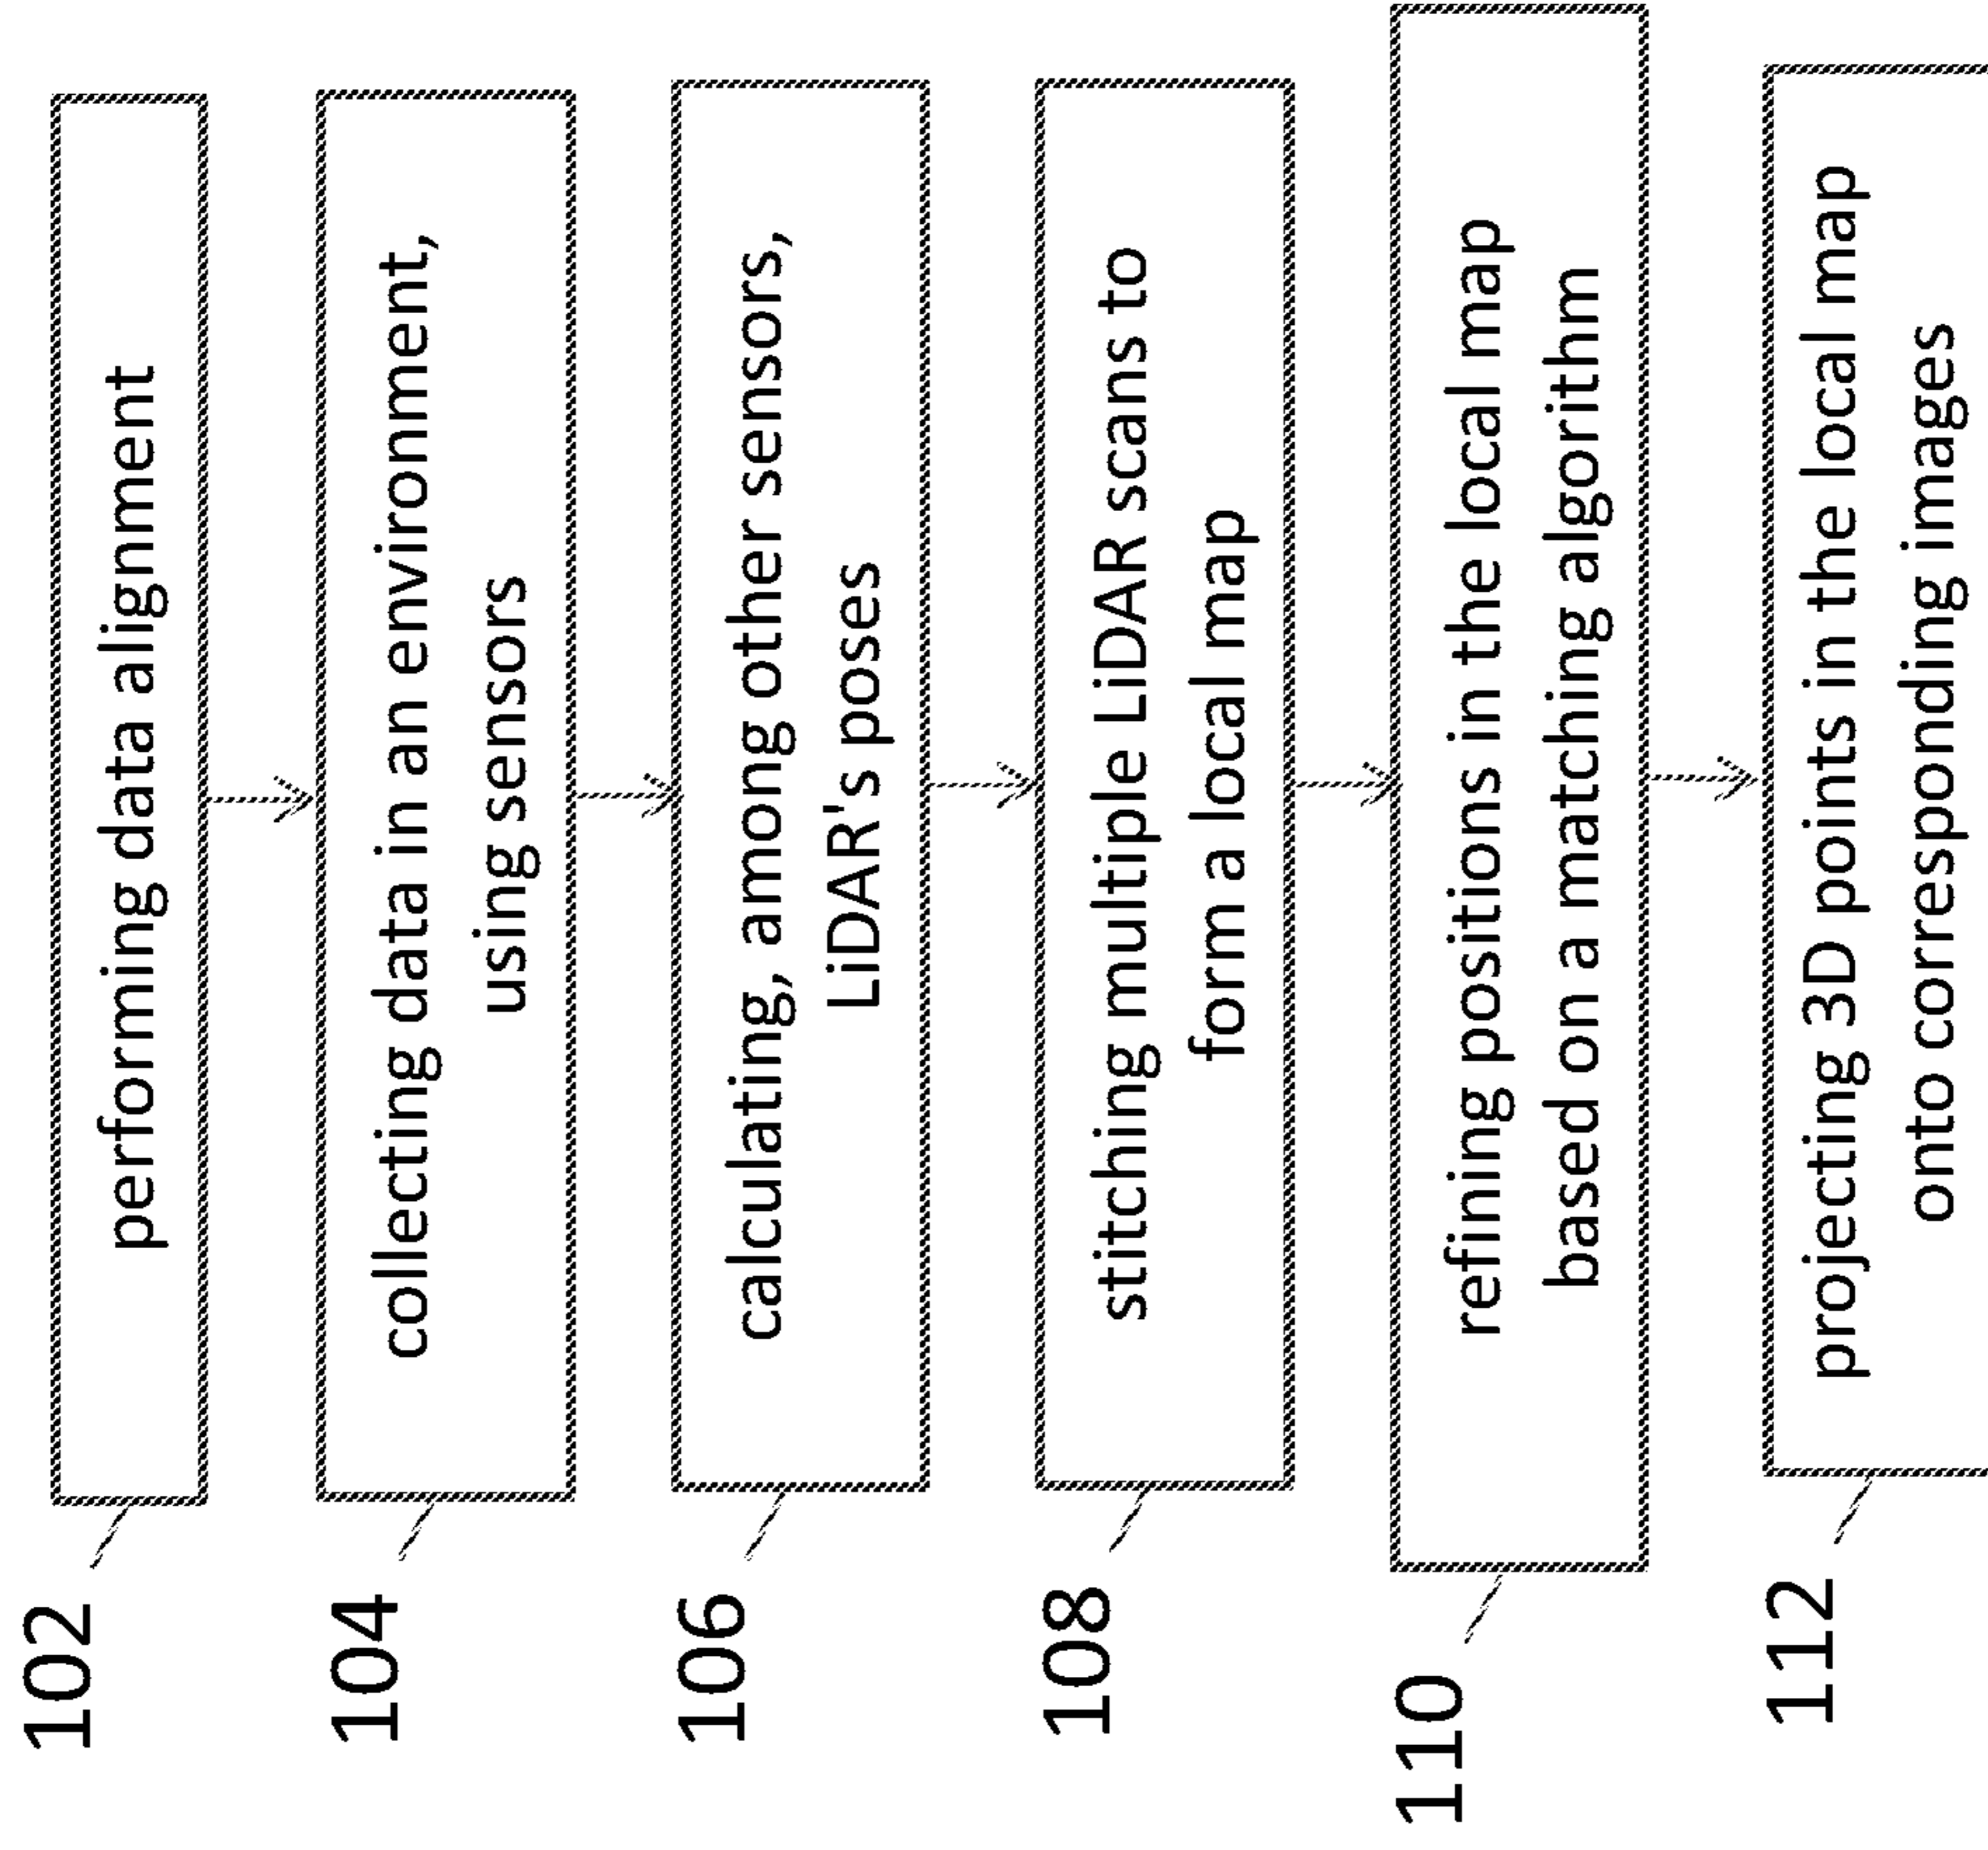 102
performing data alignment
104
collecting data in an environment,
using sensors
106
calculating, among other sensors,
LiDAR's poses
108
stitching multiple LiDAR scans to
form a local map
110
refining positions in the local map
based on a matching algorithm
112
projecting 3D points in the local map
onto corresponding images